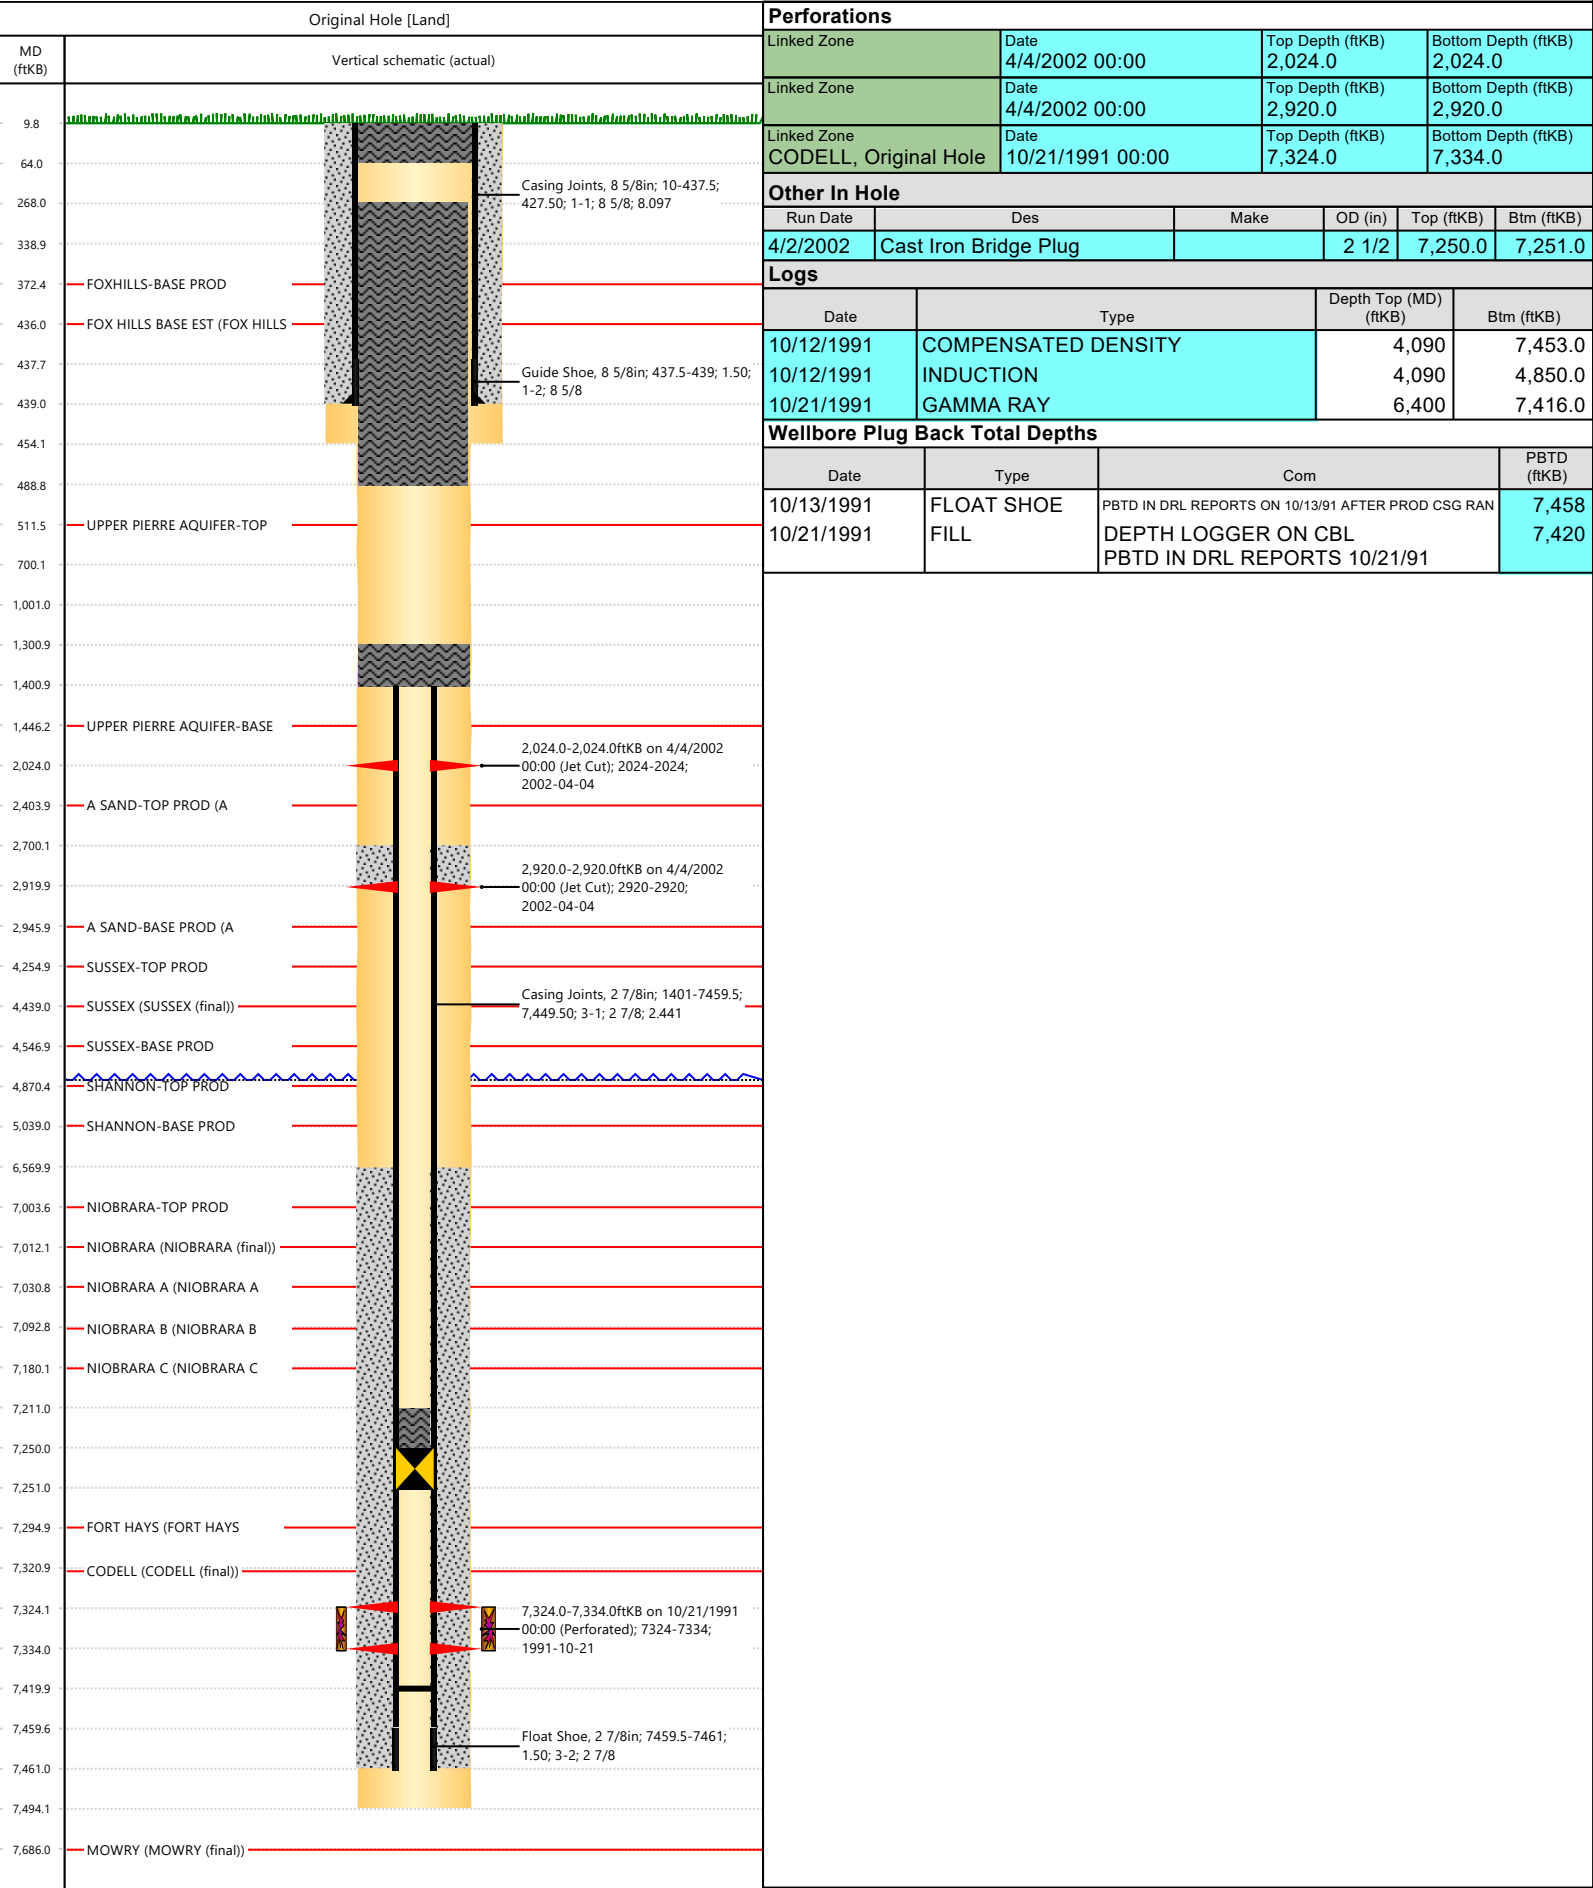 Original Hole [Land]
MD
(ftKB)
Vertical schematic (actual)
9.8
64.0
Casing Joints, 8 5/8in; 10-437.5;
427.50; 1-1; 8 5/8; 8.097
268.0
338.9
372.4
FOXHILLS-BASE PROD
436.0
FOX HILLS BASE EST (FOX HILLS
437.7
Guide Shoe, 8 5/8in; 437.5-439; 1.50;
1-2; 8 5/8
439.0
454.1
488.8
511.5
UPPER PIERRE AQUIFER-TOP
700.1
1,001.0
1,300.9
1,400.9
1,446.2
UPPER PIERRE AQUIFER-BASE
2,024.0-2,024.0ftKB on 4/4/2002
00:00 (Jet Cut); 2024-2024;
2002-04-04
2,024.0
2,403.9
A SAND-TOP PROD (A
2,700.1
2,920.0-2,920.0ftKB on 4/4/2002
00:00 (Jet Cut); 2920-2920;
2002-04-04
2,919.9
2,945.9
A SAND-BASE PROD (A
4,254.9
SUSSEX-TOP PROD
Casing Joints, 2 7/8in; 1401-7459.5;
7,449.50; 3-1; 2 7/8; 2.441
4,439.0
SUSSEX (SUSSEX (final))
4,546.9
SUSSEX-BASE PROD
4,870.4
SHANNON-TOP PROD
5,039.0
SHANNON-BASE PROD
6,569.9
7,003.6
NIOBRARA-TOP PROD
7,012.1
NIOBRARA (NIOBRARA (final))
7,030.8
NIOBRARA A (NIOBRARA A
7,092.8
NIOBRARA B (NIOBRARA B
7,180.1
NIOBRARA C (NIOBRARA C
7,211.0
7,250.0
7,251.0
7,294.9
FORT HAYS (FORT HAYS
7,320.9
CODELL (CODELL (final))
7,324.1
7,324.0-7,334.0ftKB on 10/21/1991
00:00 (Perforated); 7324-7334;
1991-10-21
7,334.0
7,419.9
7,459.6
Float Shoe, 2 7/8in; 7459.5-7461;
1.50; 3-2; 2 7/8
7,461.0
7,494.1
7,686.0
MOWRY (MOWRY (final))
Perforations
Linked Zone Date Top Depth (ftKB) Bottom Depth (ftKB)
4/4/2002 00:00 2,024.0 2,024.0
Linked Zone Date Top Depth (ftKB) Bottom Depth (ftKB)
4/4/2002 00:00 2,920.0 2,920.0
Linked Zone Date Top Depth (ftKB) Bottom Depth (ftKB)
CODELL, Original Hole 10/21/1991 00:00 7,324.0 7,334.0
Other In Hole
Run Date Des Make OD (in) Top (ftKB) Btm (ftKB)
4/2/2002 Cast Iron Bridge Plug 2 1/2 7,250.0 7,251.0
Logs
Date Type Depth Top (MD) (ftKB) Btm (ftKB)
10/12/1991 COMPENSATED DENSITY 4,090 7,453.0
10/12/1991 INDUCTION 4,090 4,850.0
10/21/1991 GAMMA RAY 6,400 7,416.0
Wellbore Plug Back Total Depths
Date Type Com PBTD (ftKB)
10/13/1991 FLOAT SHOE PBTD IN DRL REPORTS ON 10/13/91 AFTER PROD CSG RAN 7,458
10/21/1991 FILL DEPTH LOGGER ON CBL 7,420
PBTD IN DRL REPORTS 10/21/91